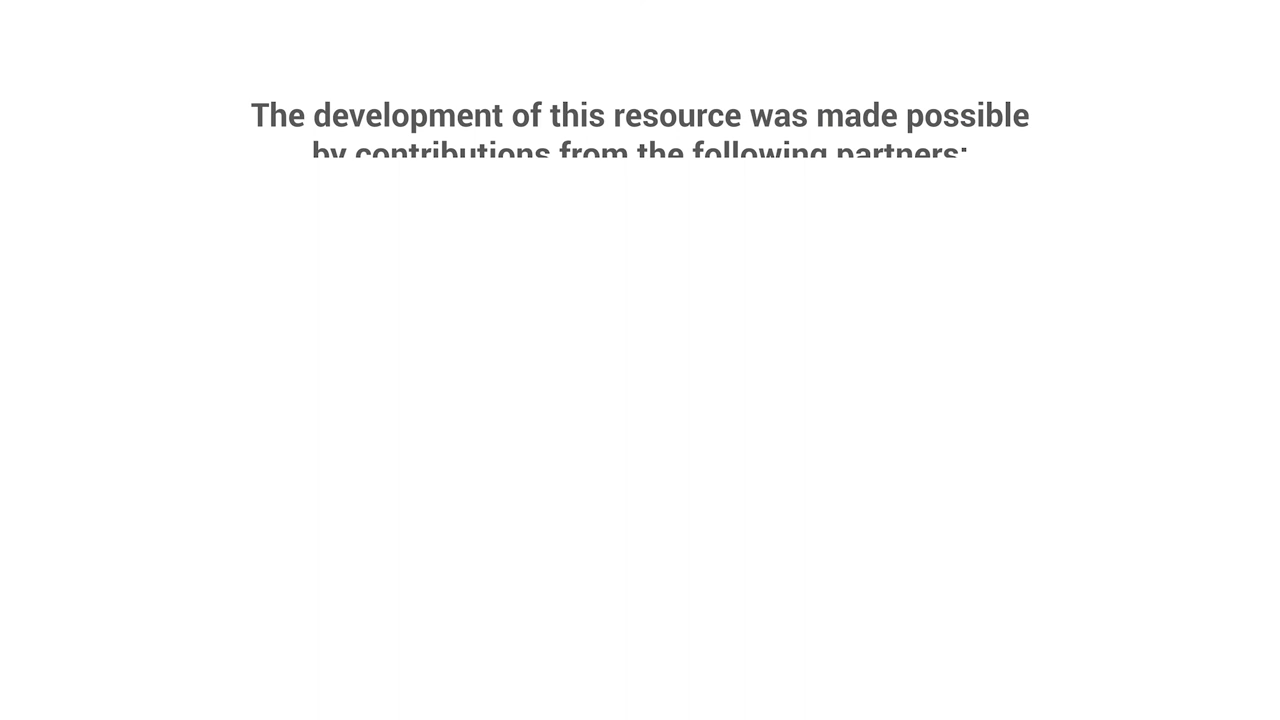 The development of this resource was made possible
by contributions from the following partners: